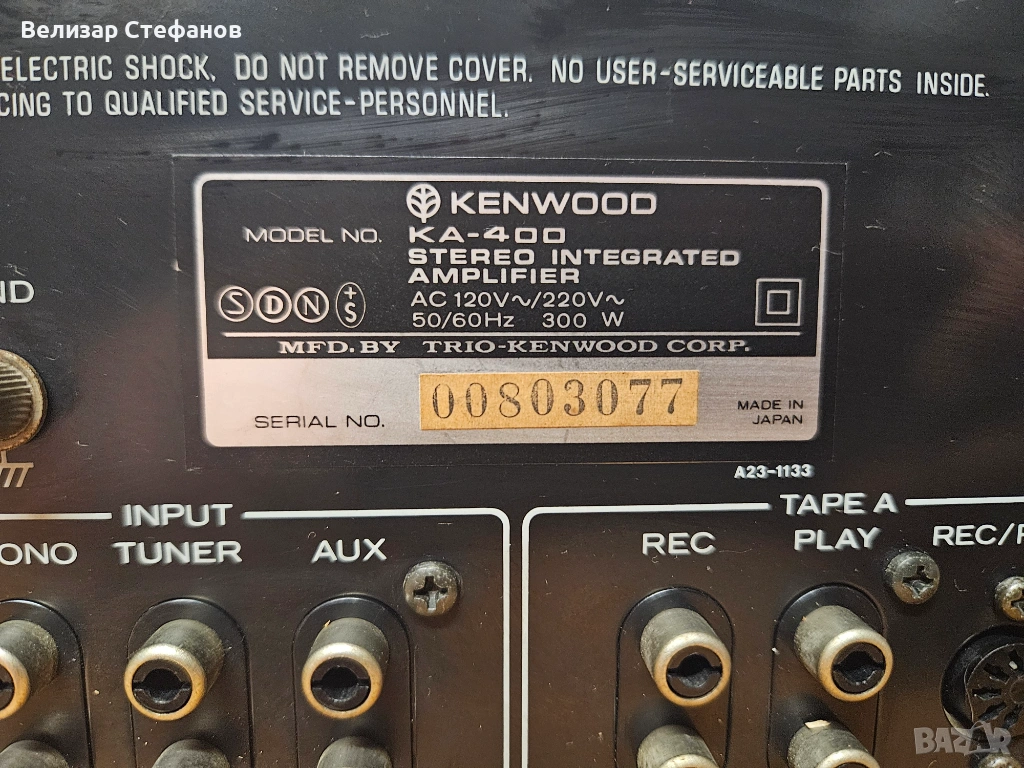 Велизар Стефанов
ELECTRIC SHOCK, DO NOT REMOVE COVER. NO USER-SERVICEABLE PARTS INSIDE.
CING TO QUALIFIED SERVICE-PERSONNEL.
KENWOOD
MODEL NO. KA-400
STEREO INTEGRATED
AMPLIFIER
S D N +S
AC 120V~/220V~
50/60Hz 300 W
MFD. BY TRIO-KENWOOD CORP.
SERIAL NO. 00803077
MADE IN
JAPAN
A23-1133
ND
INPUT
ONO TUNER AUX
TAPE A
REC PLAY REC/P
BAZAR